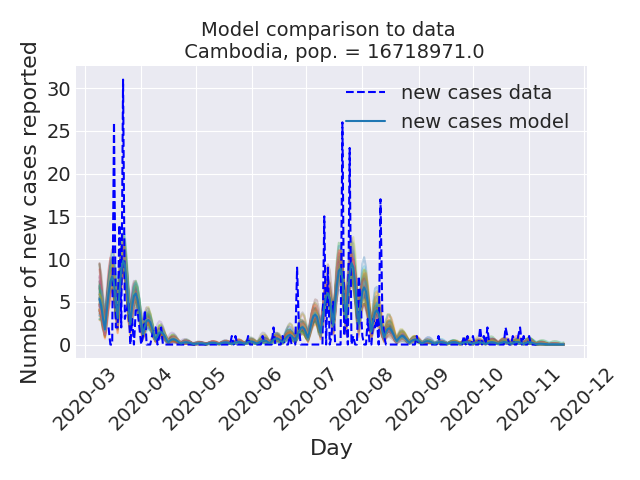 Model comparison to data
Cambodia, pop. = 16718971.0
Number of new cases reported
30
25
20
15
10
5
0
new cases data
new cases model
2020-03
2020-04
2020-05
2020-06
2020-07
2020-08
2020-09
2020-10
2020-11
2020-12
Day